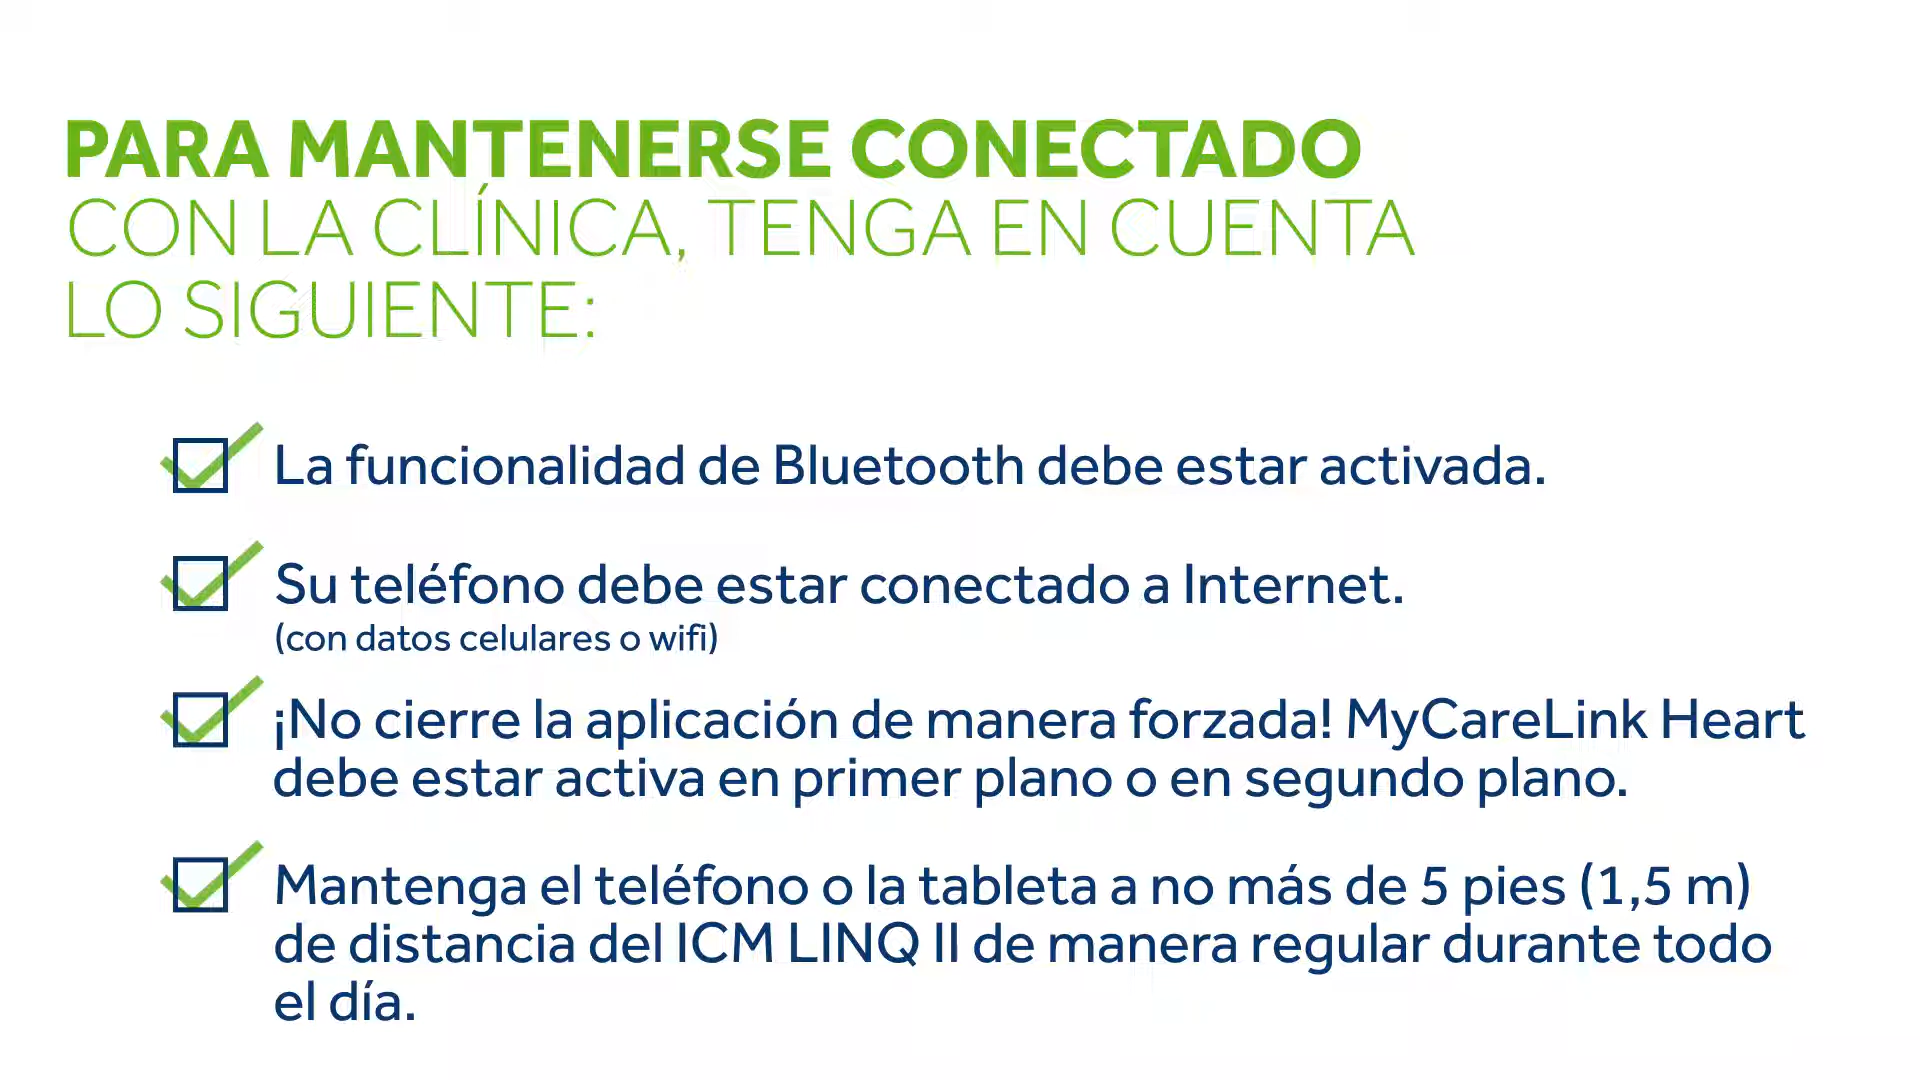 PARA MANTENERSE CONECTADO
CON LA CLÍNICA, TENGA EN CUENTA
LO SIGUIENTE:
La funcionalidad de Bluetooth debe estar activada.
Su teléfono debe estar conectado a Internet.
(con datos celulares o wifi)
¡No cierre la aplicación de manera forzada! MyCareLink Heart
debe estar activa en primer plano o en segundo plano.
Mantenga el teléfono o la tableta a no más de 5 pies (1,5 m)
de distancia del ICM LINQ II de manera regular durante todo
el día.